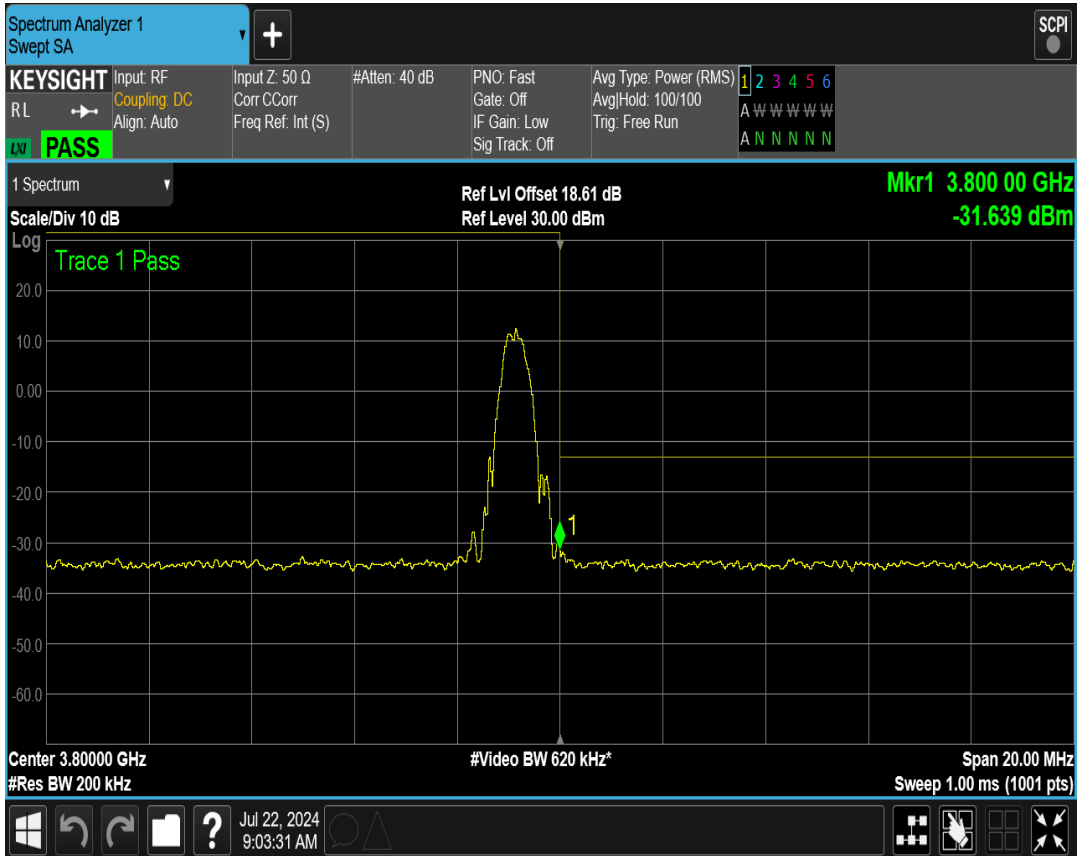 Spectrum Analyzer 1
Swept SA
+
SCPI
KEYSIGHT
RL
LXI PASS
Input: RF
Coupling: DC
Align: Auto
Input Z: 50 Ω
Corr CCorr
Freq Ref: Int (S)
#Atten: 40 dB
PNO: Fast
Gate: Off
IF Gain: Low
Sig Track: Off
Avg Type: Power (RMS)
Avg|Hold: 100/100
Trig: Free Run
1 2 3 4 5 6
A W W W W W
A N N N N N
1 Spectrum
Scale/Div 10 dB
Ref Lvl Offset 18.61 dB
Ref Level 30.00 dBm
Mkr1 3.800 00 GHz
-31.639 dBm
Log
Trace 1 Pass
20.0
10.0
0.00
-10.0
-20.0
1
-30.0
-40.0
-50.0
-60.0
Center 3.80000 GHz
#Res BW 200 kHz
#Video BW 620 kHz*
Span 20.00 MHz
Sweep 1.00 ms (1001 pts)
?
Jul 22, 2024
9:03:31 AM